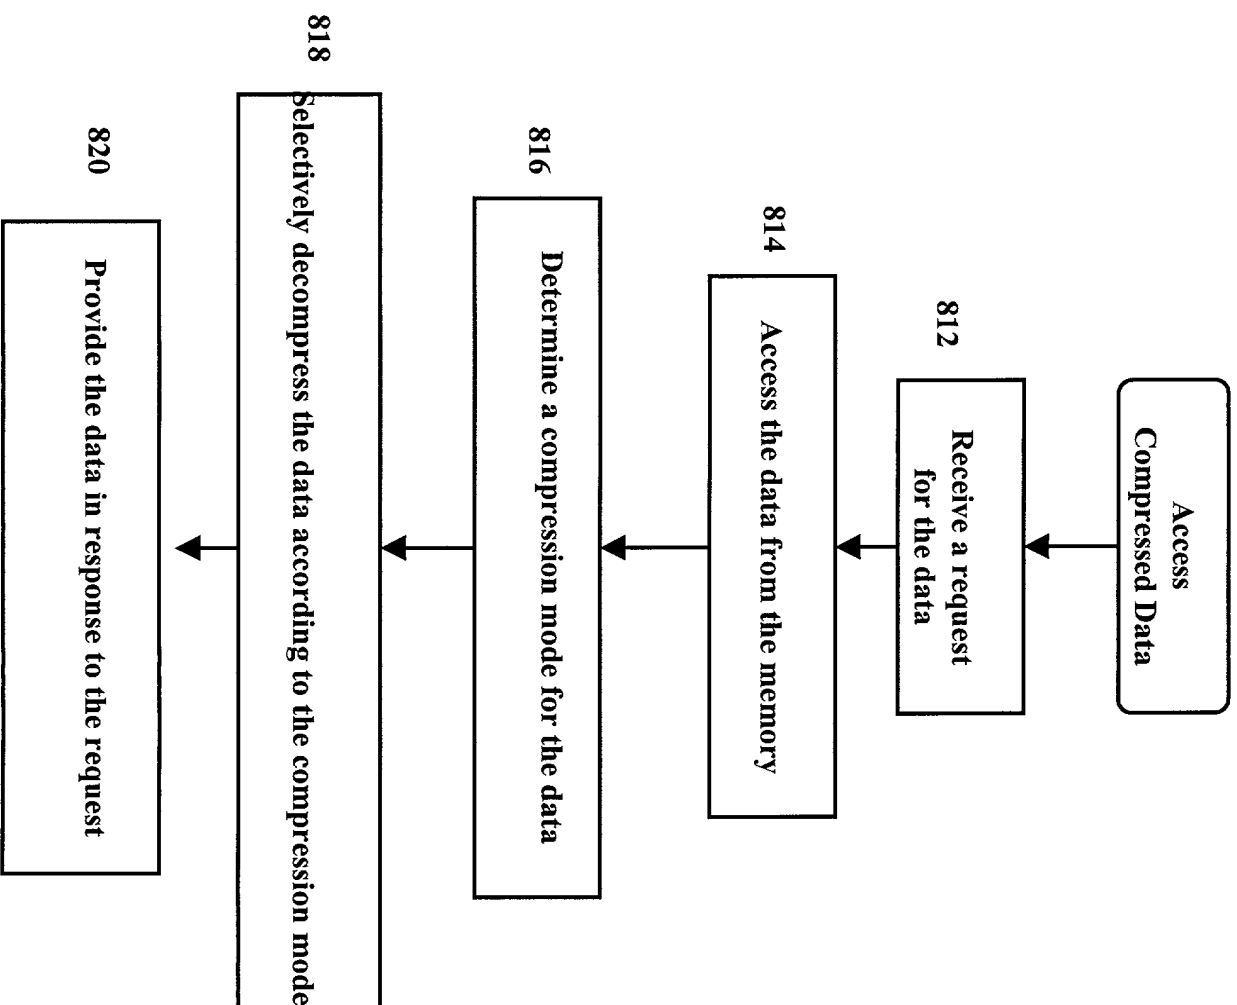 Access
Compressed Data
812
Receive a request
for the data
814
Access the data from the memory
816
Determine a compression mode for the data
818
Selectively decompress the data according to the compression mode
820
Provide the data in response to the request